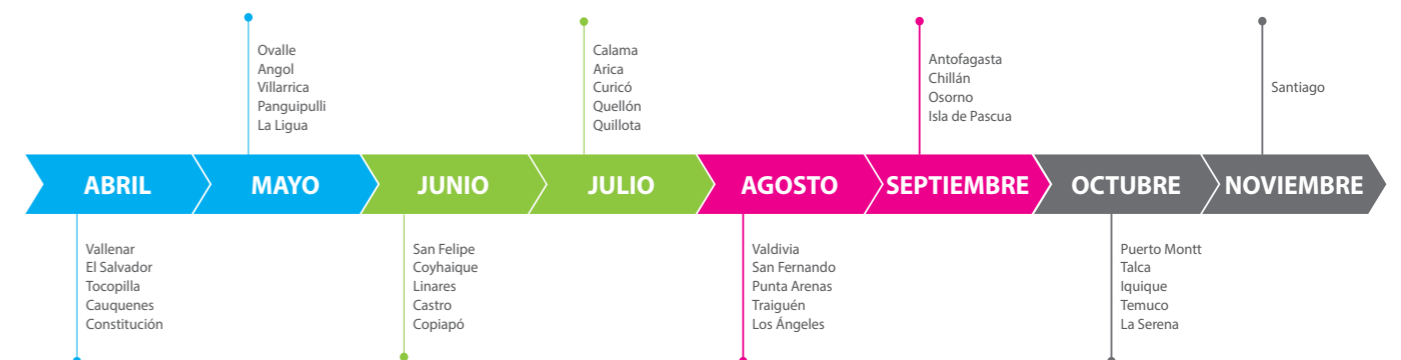 Ovalle
Angol
Villarrica
Panguipulli
La Ligua
Calama
Arica
Curicó
Quellón
Quillota
Antofagasta
Chillán
Osorno
Isla de Pascua
Santiago
ABRIL
MAYO
JUNIO
JULIO
AGOSTO
SEPTIEMBRE
OCTUBRE
NOVIEMBRE
Vallenar
El Salvador
Tocopilla
Cauquenes
Constitución
San Felipe
Coyhaique
Linares
Castro
Copiapó
Valdivia
San Fernando
Punta Arenas
Traiguén
Los Ángeles
Puerto Montt
Talca
Iquique
Temuco
La Serena